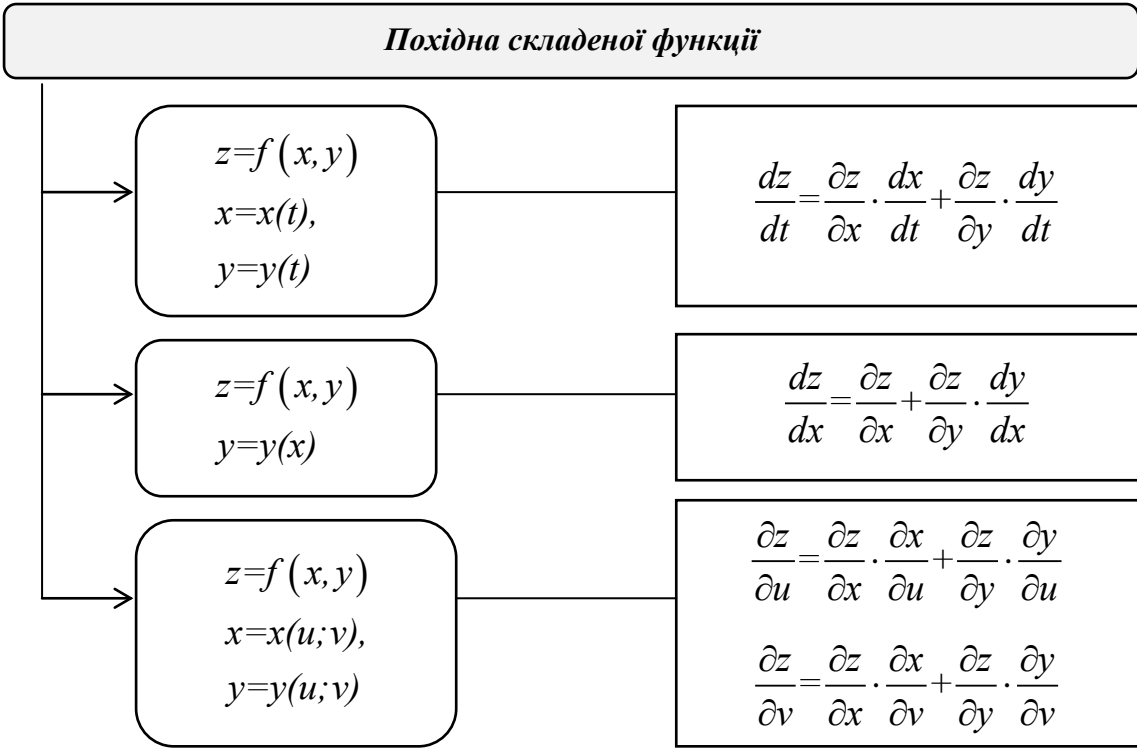 Похідна складеної функції
z=f(x,y)
x=x(t),
y=y(t)
dz/dt=∂z/∂x·dx/dt+∂z/∂y·dy/dt
z=f(x,y)
y=y(x)
dz/dx=∂z/∂x+∂z/∂y·dy/dx
z=f(x,y)
x=x(u;v),
y=y(u;v)
∂z/∂u=∂z/∂x·∂x/∂u+∂z/∂y·∂y/∂u
∂z/∂v=∂z/∂x·∂x/∂v+∂z/∂y·∂y/∂v